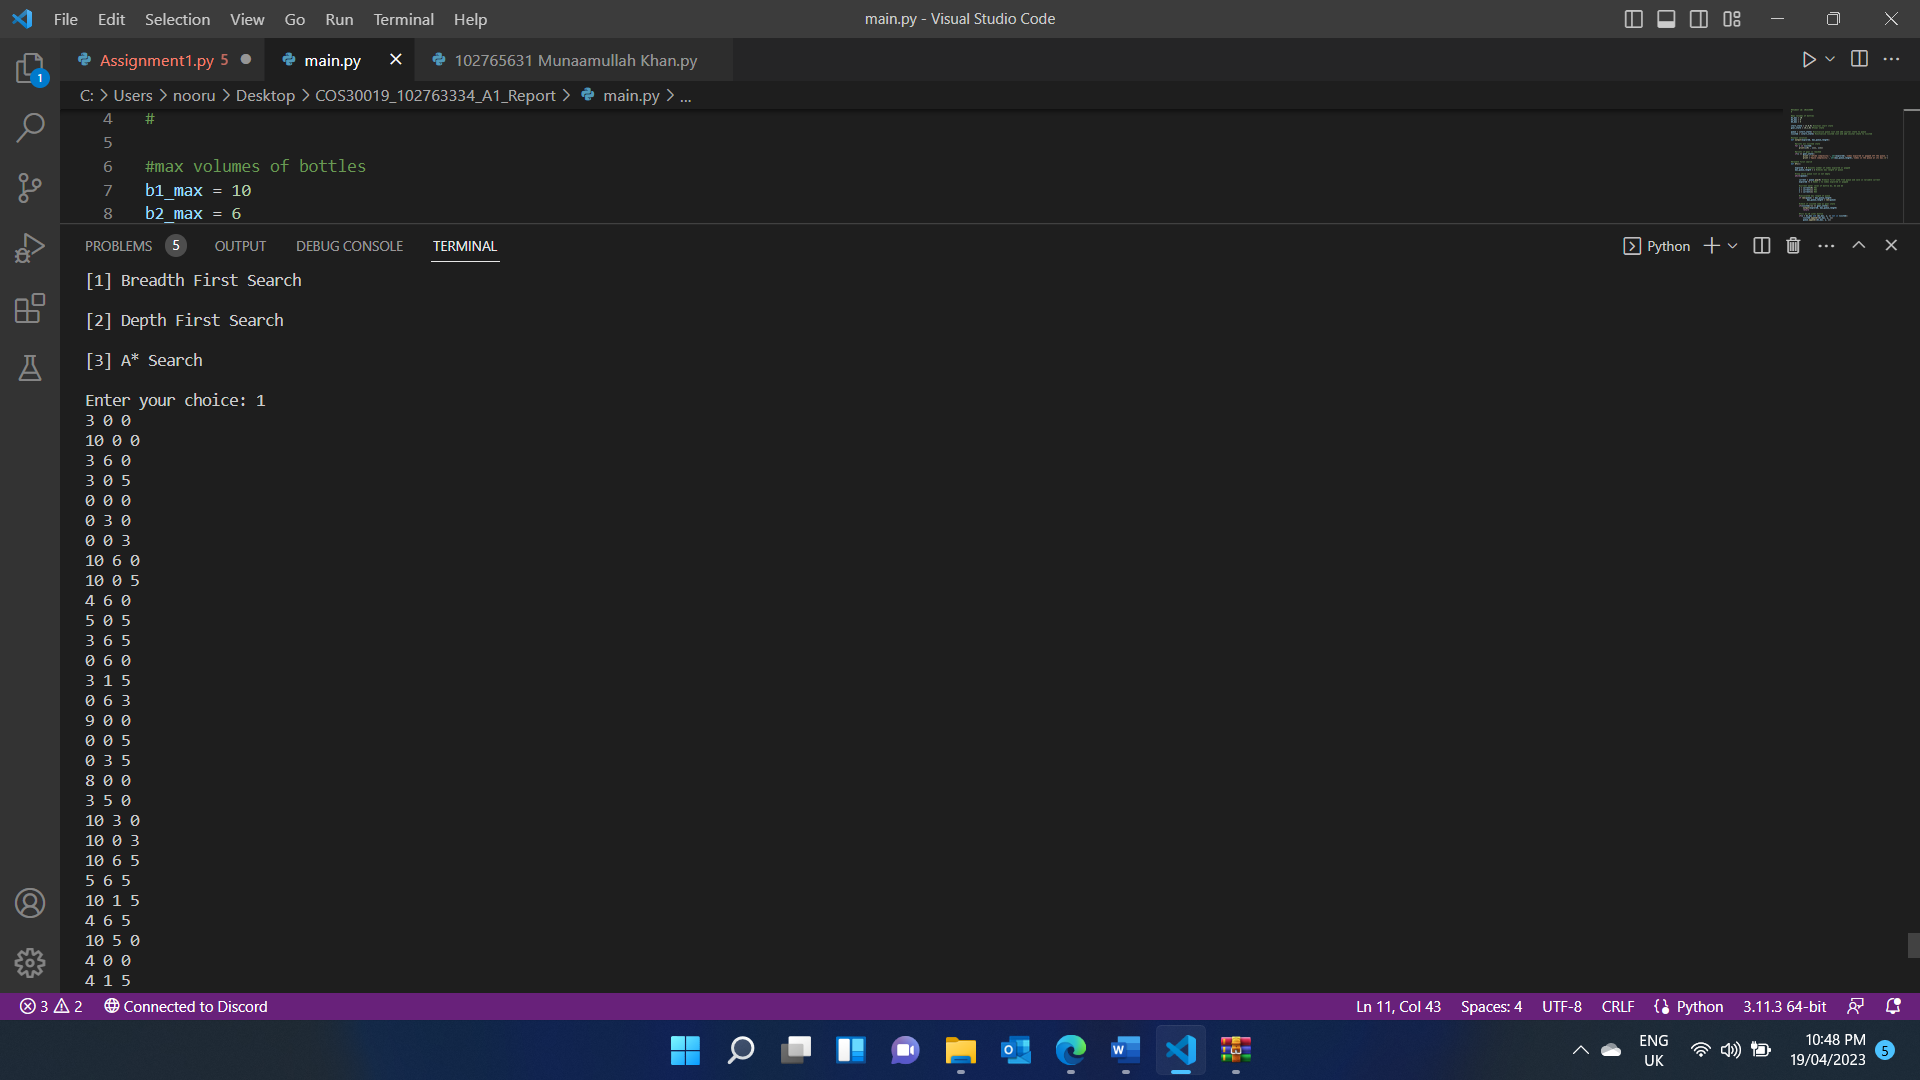 File Edit Selection View Go Run Terminal Help main.py - Visual Studio Code
Assignment1.py 5 main.py 102765631 Munaamullah Khan.py
C: > Users > nooru > Desktop > COS30019_102763334_A1_Report > main.py > ...
4 #
5
6 #max volumes of bottles
7 b1_max = 10
8 b2_max = 6
PROBLEMS 5 OUTPUT DEBUG CONSOLE TERMINAL Python
[1] Breadth First Search
[2] Depth First Search
[3] A* Search
Enter your choice: 1
3 0 0
10 0 0
3 6 0
3 0 5
0 0 0
0 3 0
0 0 3
10 6 0
10 0 5
4 6 0
5 0 5
3 6 5
0 6 0
3 1 5
0 6 3
9 0 0
0 0 5
0 3 5
8 0 0
3 5 0
10 3 0
10 0 3
10 6 5
5 6 5
10 1 5
4 6 5
10 5 0
4 0 0
4 1 5
3 2 Connected to Discord Ln 11, Col 43 Spaces: 4 UTF-8 CRLF Python 3.11.3 64-bit
ENG 10:48 PM
UK 19/04/2023 5
1